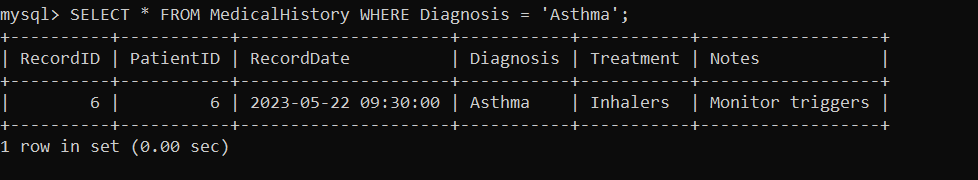 mysql> SELECT * FROM MedicalHistory WHERE Diagnosis = 'Asthma';
+----------+-----------+---------------------+-----------+-----------+------------------+
| RecordID | PatientID | RecordDate          | Diagnosis | Treatment | Notes            |
+----------+-----------+---------------------+-----------+-----------+------------------+
|        6 |         6 | 2023-05-22 09:30:00 | Asthma    | Inhalers  | Monitor triggers |
+----------+-----------+---------------------+-----------+-----------+------------------+
1 row in set (0.00 sec)